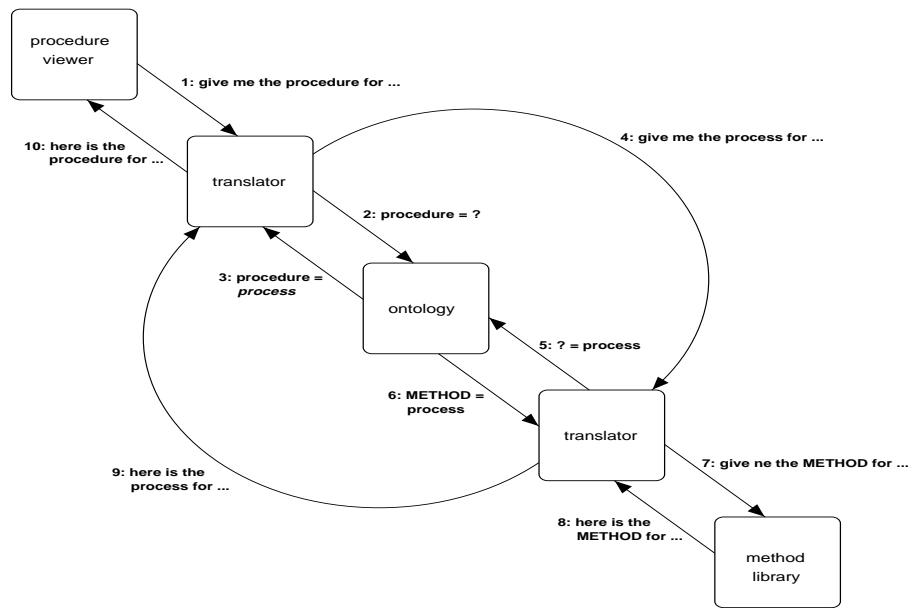 procedure
viewer
1: give me the procedure for ...
10: here is the
procedure for ...
4: give me the process for ...
translator
2: procedure = ?
3: procedure =
process
ontology
5: ? = process
6: METHOD =
process
translator
9: here is the
process for ...
7: give ne the METHOD for ...
8: here is the
METHOD for ...
method
library